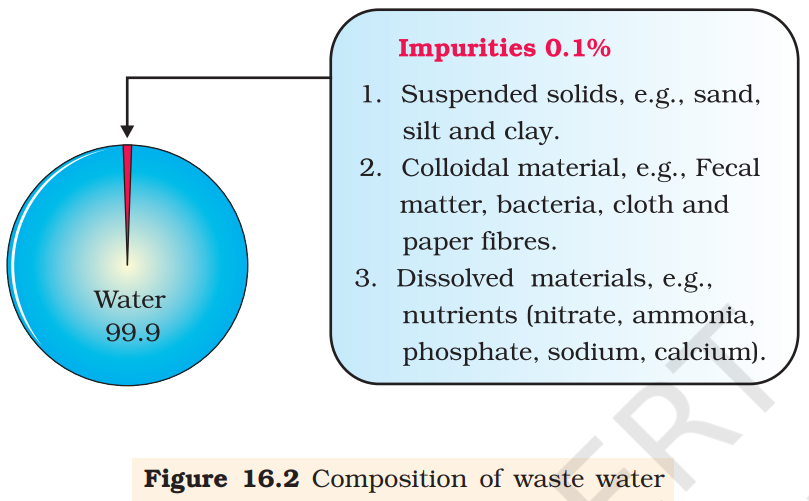 Impurities 0.1%
1. Suspended solids, e.g., sand,
silt and clay.
2. Colloidal material, e.g., Fecal
matter, bacteria, cloth and
paper fibres.
3. Dissolved materials, e.g.,
nutrients (nitrate, ammonia,
phosphate, sodium, calcium).
Water
99.9
ERT
Figure 16.2 Composition of waste water